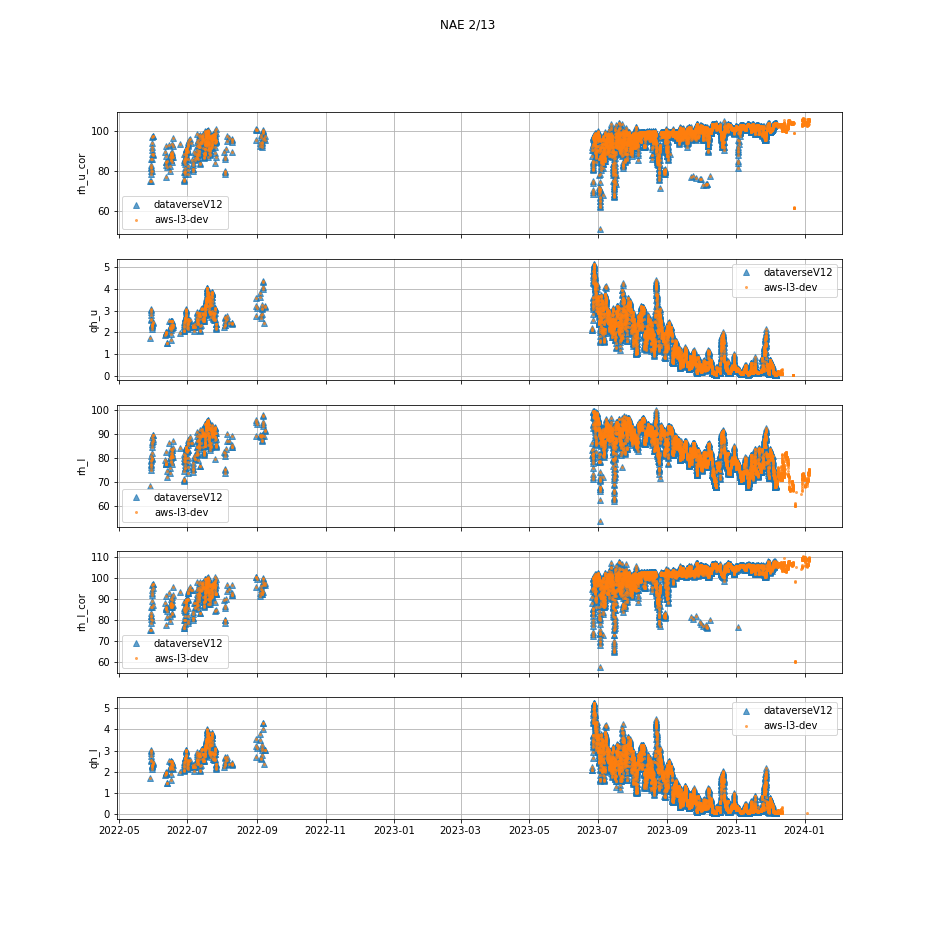 NAE 2/13
100
80
60
rh_u_cor
dataverseV12
aws-l3-dev
5
4
3
2
1
0
qh_u
dataverseV12
aws-l3-dev
100
90
80
70
60
rh_l
dataverseV12
aws-l3-dev
110
100
90
80
70
60
rh_l_cor
dataverseV12
aws-l3-dev
5
4
3
2
1
0
qh_l
dataverseV12
aws-l3-dev
2022-05 2022-07 2022-09 2022-11 2023-01 2023-03 2023-05 2023-07 2023-09 2023-11 2024-01